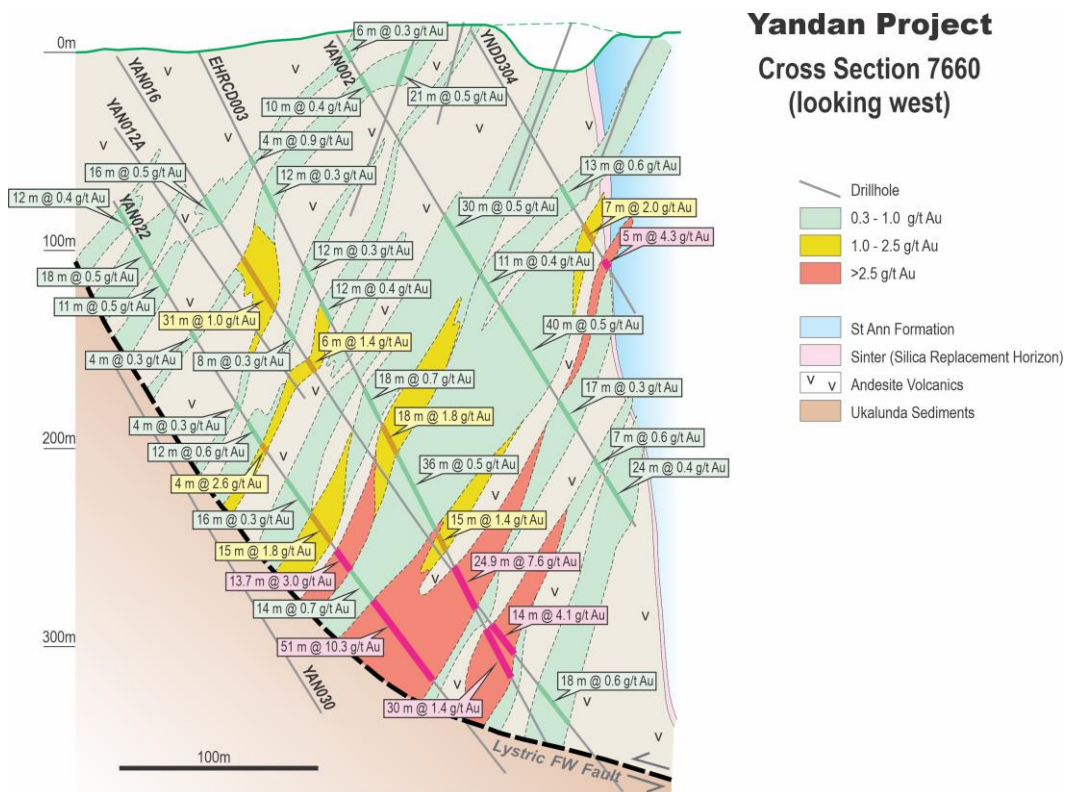 Yandan Project
Cross Section 7660
(looking west)
0m
100m
200m
300m
YAN016
EHRCD003
YAN002
YNDD304
YAN012A
YAN022
YAN030
6 m @ 0.3 g/t Au
10 m @ 0.4 g/t Au
21 m @ 0.5 g/t Au
4 m @ 0.9 g/t Au
16 m @ 0.5 g/t Au
12 m @ 0.3 g/t Au
13 m @ 0.6 g/t Au
12 m @ 0.4 g/t Au
30 m @ 0.5 g/t Au
7 m @ 2.0 g/t Au
5 m @ 4.3 g/t Au
12 m @ 0.3 g/t Au
11 m @ 0.4 g/t Au
18 m @ 0.5 g/t Au
12 m @ 0.4 g/t Au
11 m @ 0.5 g/t Au
31 m @ 1.0 g/t Au
40 m @ 0.5 g/t Au
6 m @ 1.4 g/t Au
4 m @ 0.3 g/t Au
8 m @ 0.3 g/t Au
18 m @ 0.7 g/t Au
17 m @ 0.3 g/t Au
18 m @ 1.8 g/t Au
4 m @ 0.3 g/t Au
7 m @ 0.6 g/t Au
12 m @ 0.6 g/t Au
36 m @ 0.5 g/t Au
24 m @ 0.4 g/t Au
4 m @ 2.6 g/t Au
16 m @ 0.3 g/t Au
15 m @ 1.4 g/t Au
15 m @ 1.8 g/t Au
24.9 m @ 7.6 g/t Au
13.7 m @ 3.0 g/t Au
14 m @ 0.7 g/t Au
14 m @ 4.1 g/t Au
51 m @ 10.3 g/t Au
18 m @ 0.6 g/t Au
30 m @ 1.4 g/t Au
Lystric FW Fault
100m
Drillhole
0.3 - 1.0 g/t Au
1.0 - 2.5 g/t Au
>2.5 g/t Au
St Ann Formation
Sinter (Silica Replacement Horizon)
v v Andesite Volcanics
Ukalunda Sediments